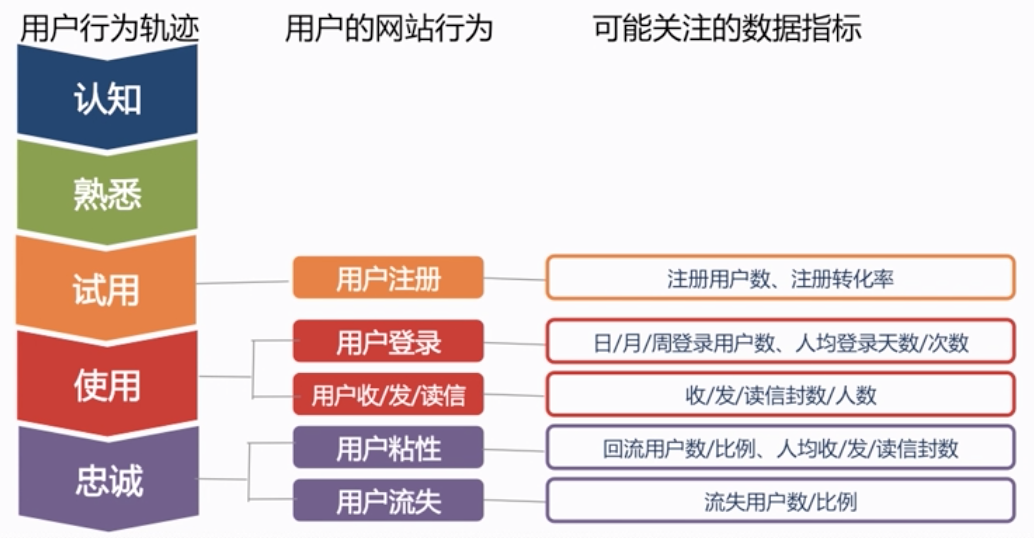 用户行为轨迹
用户的网站行为
可能关注的数据指标
认知
熟悉
试用
用户注册
注册用户数、注册转化率
使用
用户登录
日/月/周登录用户数、人均登录天数/次数
用户收/发/读信
收/发/读信封数/人数
忠诚
用户粘性
回流用户数/比例、人均收/发/读信封数
用户流失
流失用户数/比例